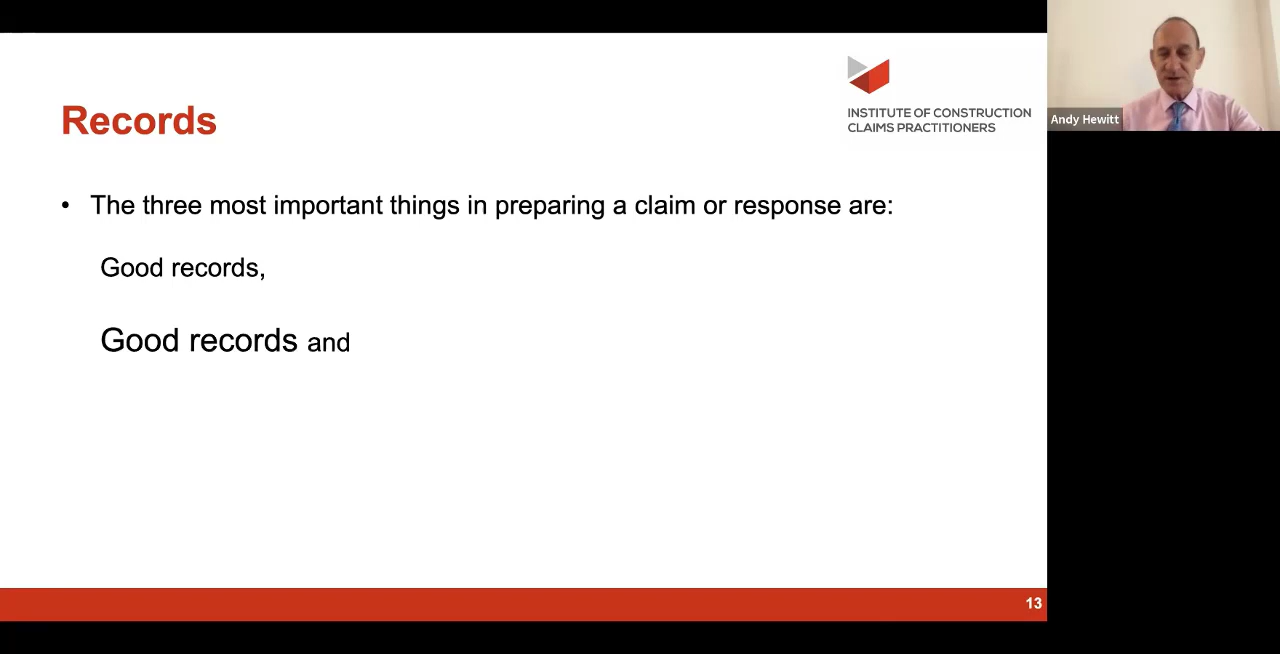 INSTITUTE OF CONSTRUCTION
CLAIMS PRACTITIONERS
Andy Hewitt
Records
• The three most important things in preparing a claim or response are:
Good records,
Good records and
13